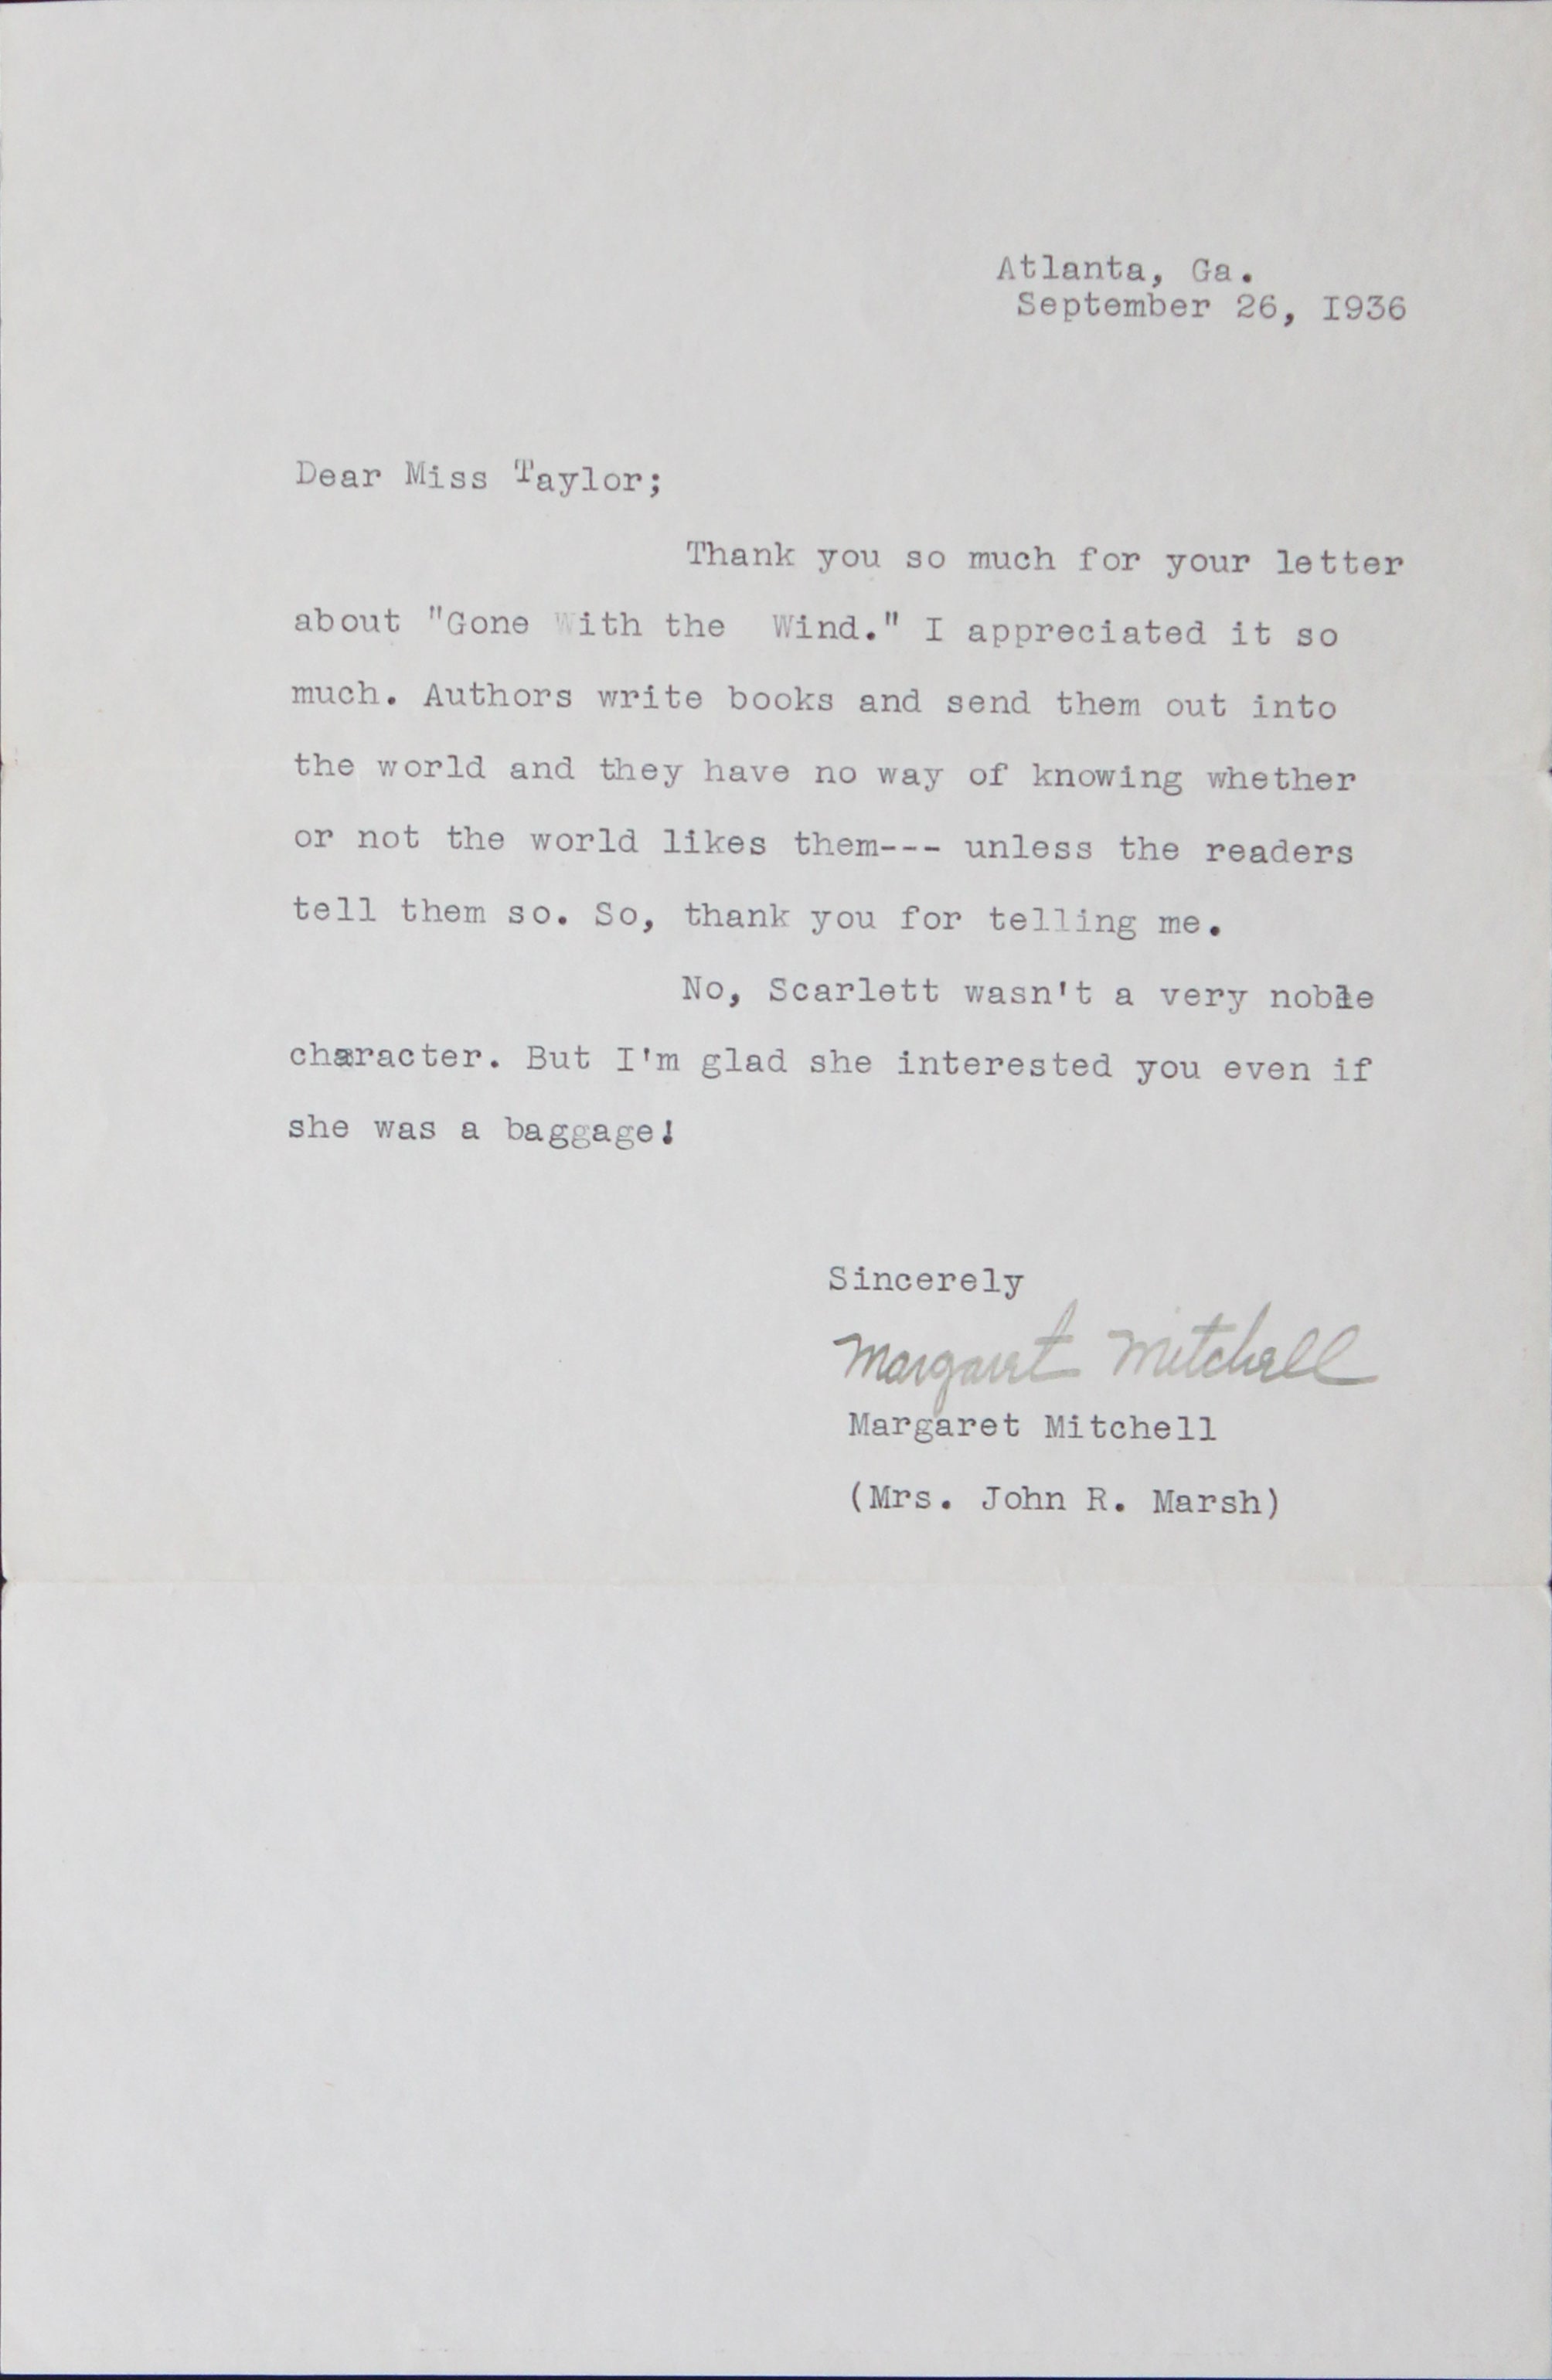 Atlanta, Ga.
September 26, I936
Dear Miss Taylor;
Thank you so much for your letter
about "Gone With the Wind." I appreciated it so
much. Authors write books and send them out into
the world and they have no way of knowing whether
or not the world likes them--- unless the readers
tell them so. So, thank you for telling me.
No, Scarlett wasn't a very noble
character. But I'm glad she interested you even if
she was a baggage!
Sincerely
Margaret Mitchell
Margaret Mitchell
(Mrs. John R. Marsh)